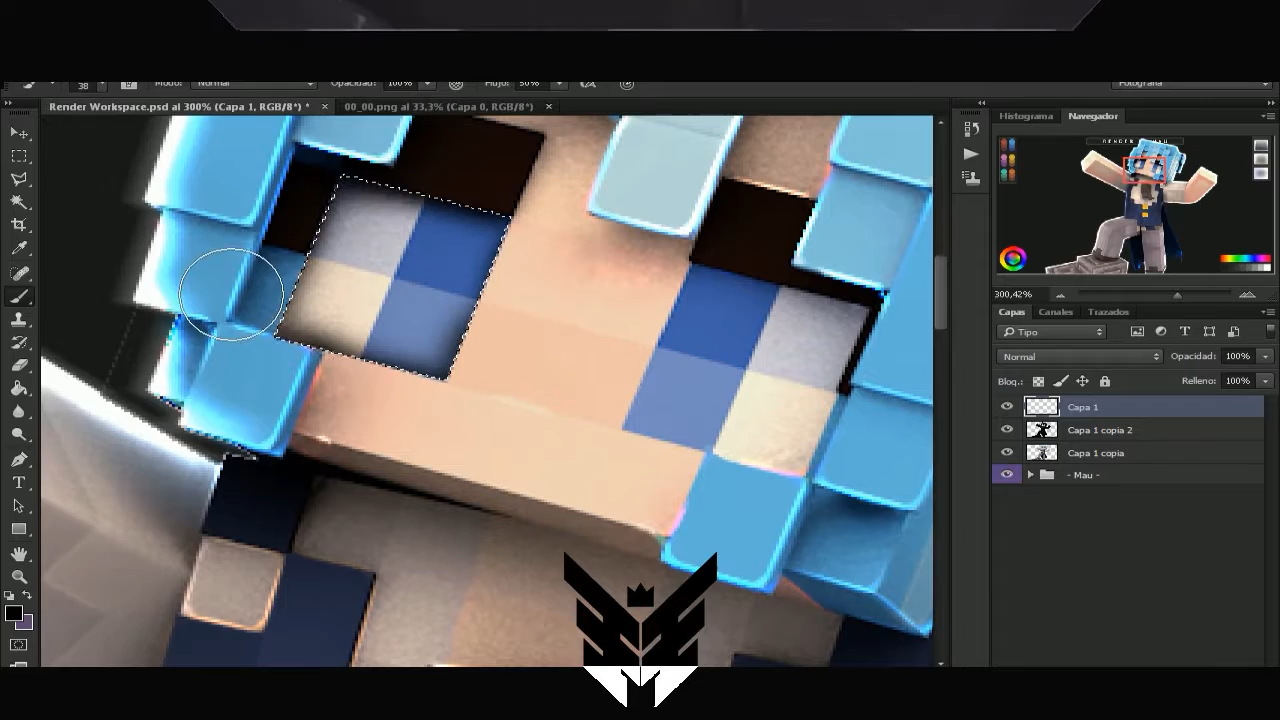 38 Modo: Normal Opacidad: 100% Flujo: 50% Fotografía
Render Workspace.psd al 300% (Capa 1, RGB/8*) * × 00_00.png al 33,3% (Capa 0, RGB/8*) ×
Histograma Navegador
300,42%
Capas Canales Trazados
Tipo
Normal Opacidad: 100%
Bloq.: Relleno: 100%
Capa 1
Capa 1 copia 2
Capa 1 copia
- Mau -